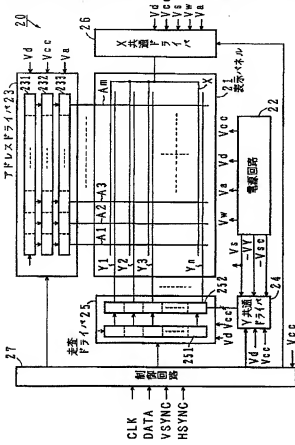 20
26
X共通ドライバ
Vd
Vcc
Vs
Vw
Va
アドレスドライバ 23
231
232
233
Vd
Vcc
Va
21
表示パネル
Am
X
A1
A2
A3
Y1
Y2
Y3
Yn
22
電源回路
Vcc
Vd
Va
Vw
Vs
-VY
-Vsc
走査ドライバ 25
251
252
Vcc
Vd
24
Y共通ドライバ
Vd
Vcc
27
制御回路
Vcc
CLK
DATA
VSYNC
HSYNC